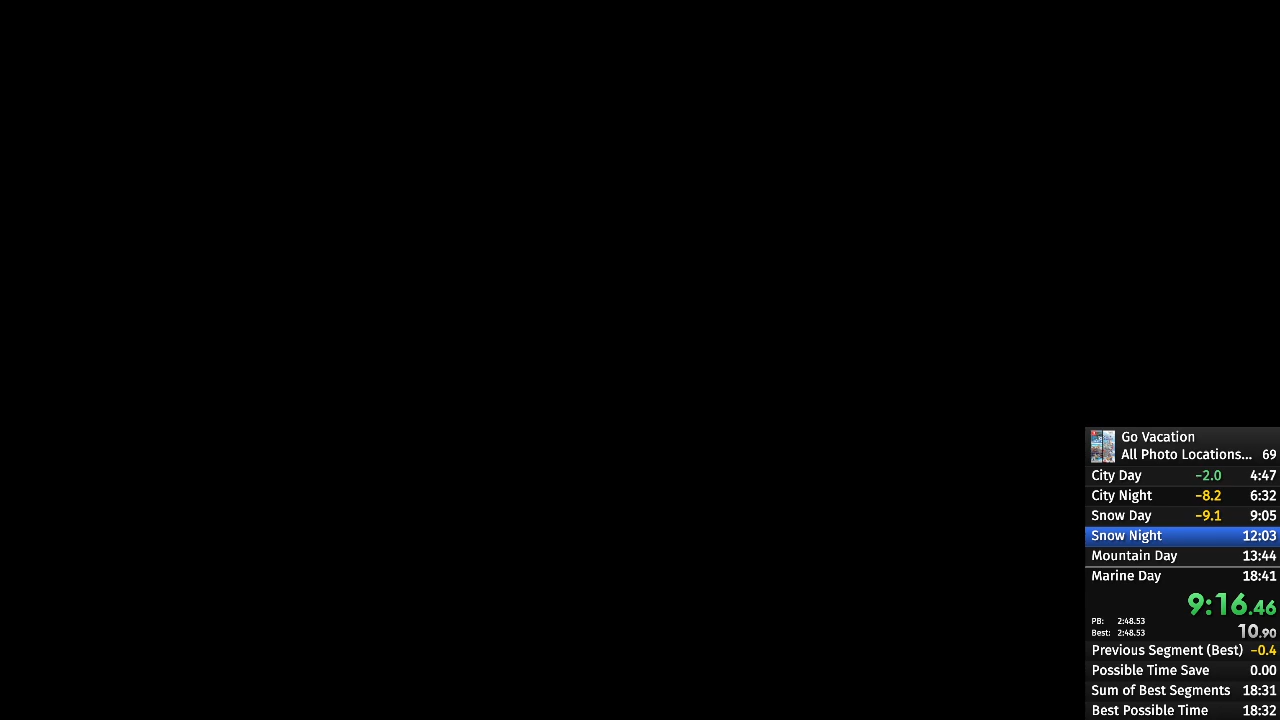 Go Vacation
All Photo Locations... 69
City Day −2.0 4:47
City Night −8.2 6:32
Snow Day −9.1 9:05
Snow Night 12:03
Mountain Day 13:44
Marine Day 18:41
9:16.46
PB: 2:48.53
Best: 2:48.53 10.90
Previous Segment (Best) −0.4
Possible Time Save 0.00
Sum of Best Segments 18:31
Best Possible Time 18:32